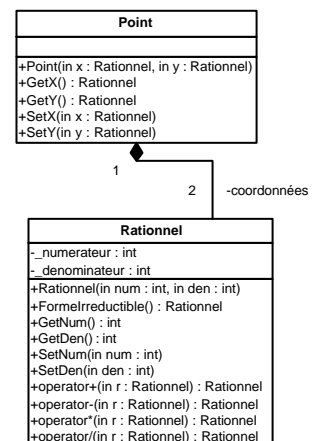 Point
+Point(in x : Rationnel, in y : Rationnel)
+GetX() : Rationnel
+GetY() : Rationnel
+SetX(in x : Rationnel)
+SetY(in y : Rationnel)
1
2
-coordonnées
Rationnel
-_numerateur : int
-_denominateur : int
+Rationnel(in num : int, in den : int)
+FormeIrreductible() : Rationnel
+GetNum() : int
+GetDen() : int
+SetNum(in num : int)
+SetDen(in den : int)
+operator+(in r : Rationnel) : Rationnel
+operator-(in r : Rationnel) : Rationnel
+operator*(in r : Rationnel) : Rationnel
+operator/(in r : Rationnel) : Rationnel